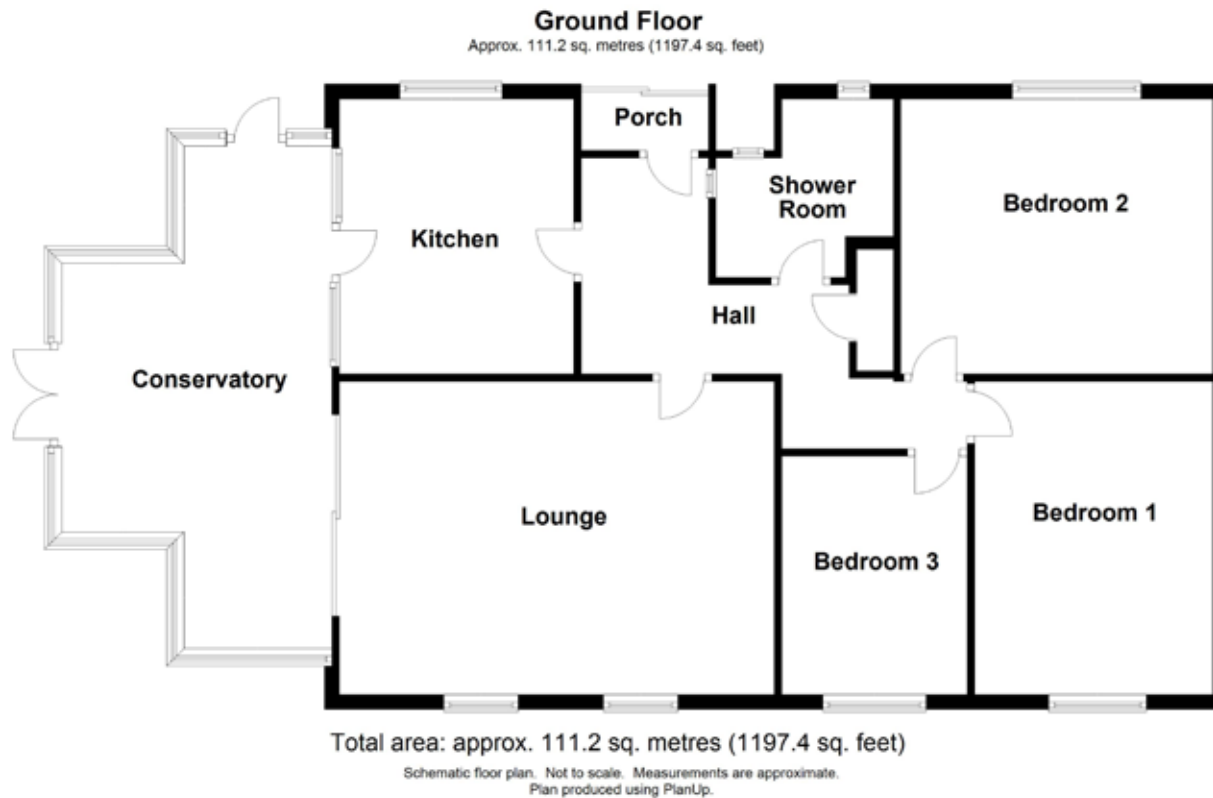 Ground Floor
Approx. 111.2 sq. metres (1197.4 sq. feet)
Porch
Shower
Room
Bedroom 2
Kitchen
Hall
Conservatory
Lounge
Bedroom 1
Bedroom 3
Total area: approx. 111.2 sq. metres (1197.4 sq. feet)
Schematic floor plan. Not to scale. Measurements are approximate.
Plan produced using PlanUp.